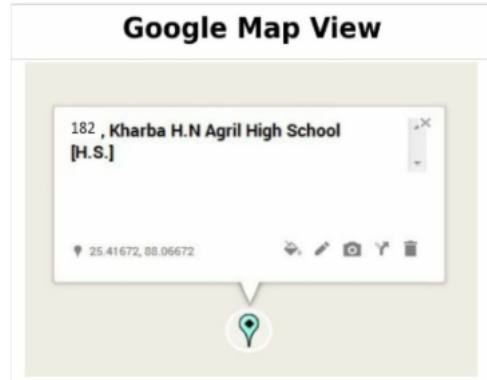 Google Map View
182 , Kharba H.N Agril High School
[H.S.]
25.41672, 88.06672